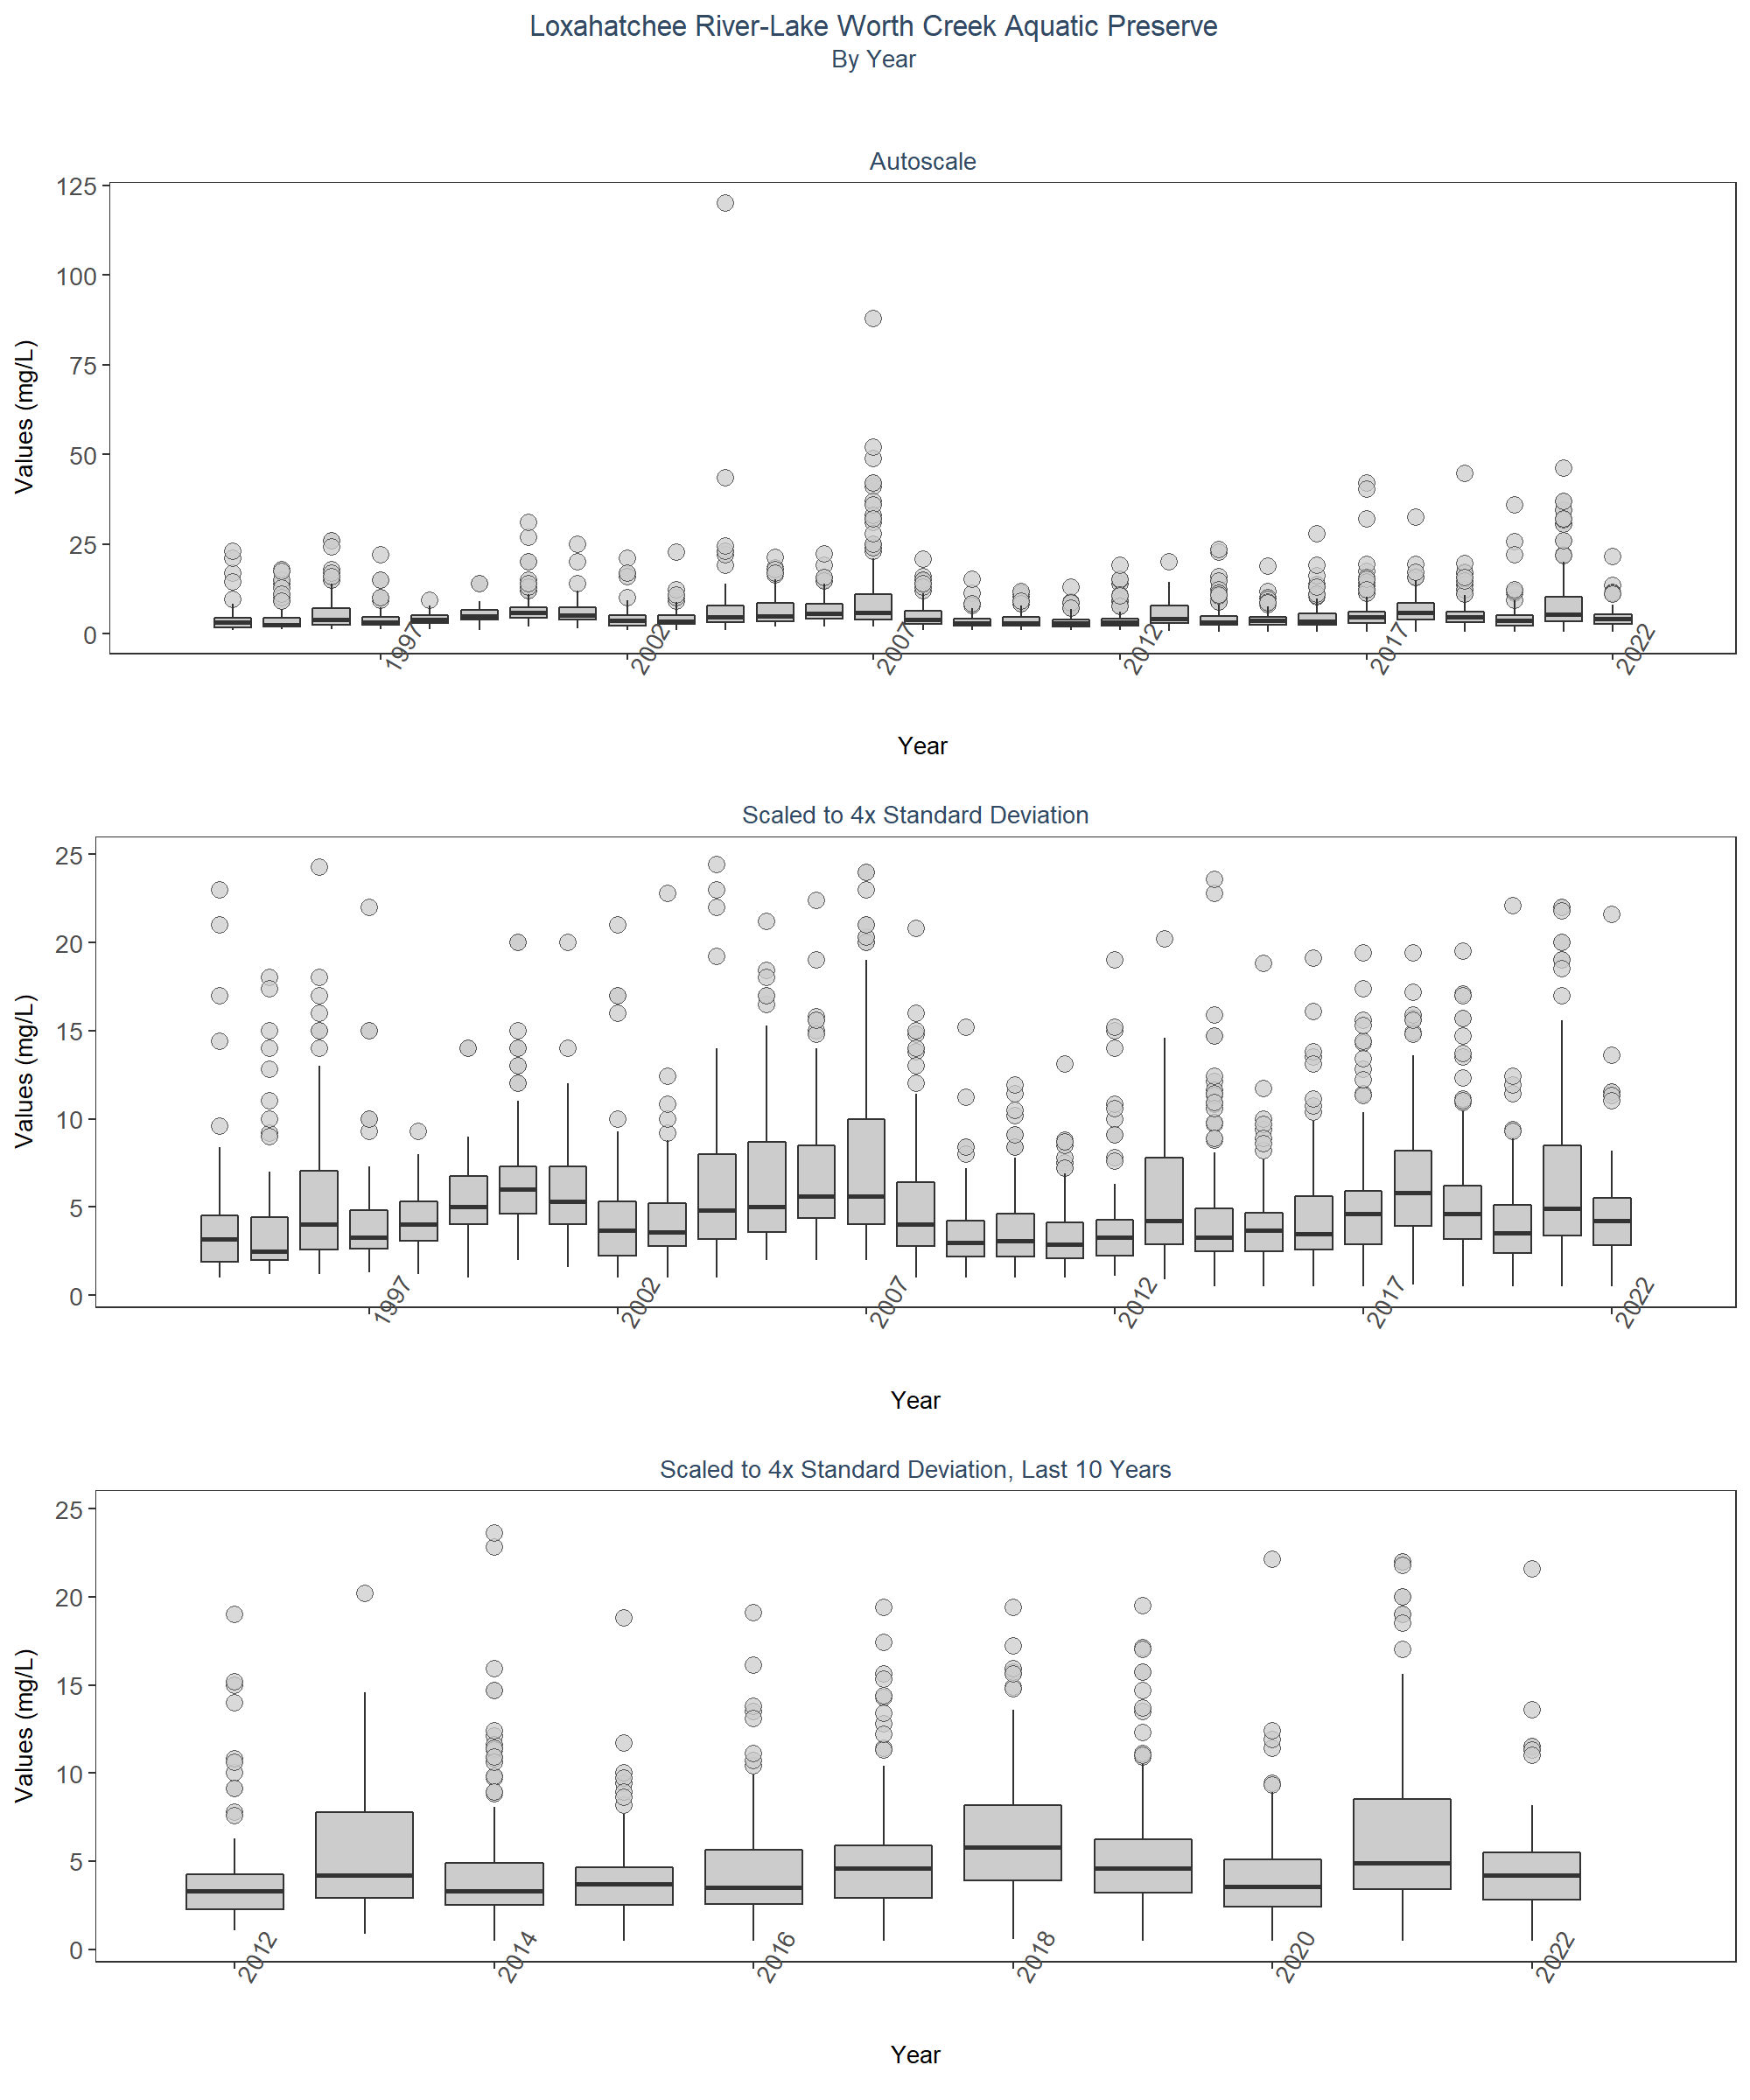 Loxahatchee River-Lake Worth Creek Aquatic Preserve
By Year
Autoscale
125
100
75
50
25
0
Values (mg/L)
1997 2002 2007 2012 2017 2022
Year
Scaled to 4x Standard Deviation
25
20
15
10
5
0
Values (mg/L)
1997 2002 2007 2012 2017 2022
Year
Scaled to 4x Standard Deviation, Last 10 Years
25
20
15
10
5
0
Values (mg/L)
2012 2014 2016 2018 2020 2022
Year